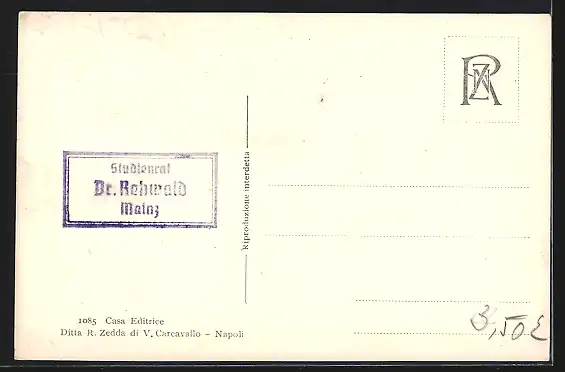 Studienrat
Dr. Rehwald
Mainz
Riproduzione interdetta
1085 Casa Editrice
Ditta R. Zedda di V. Carcavallo – Napoli
3,50 £